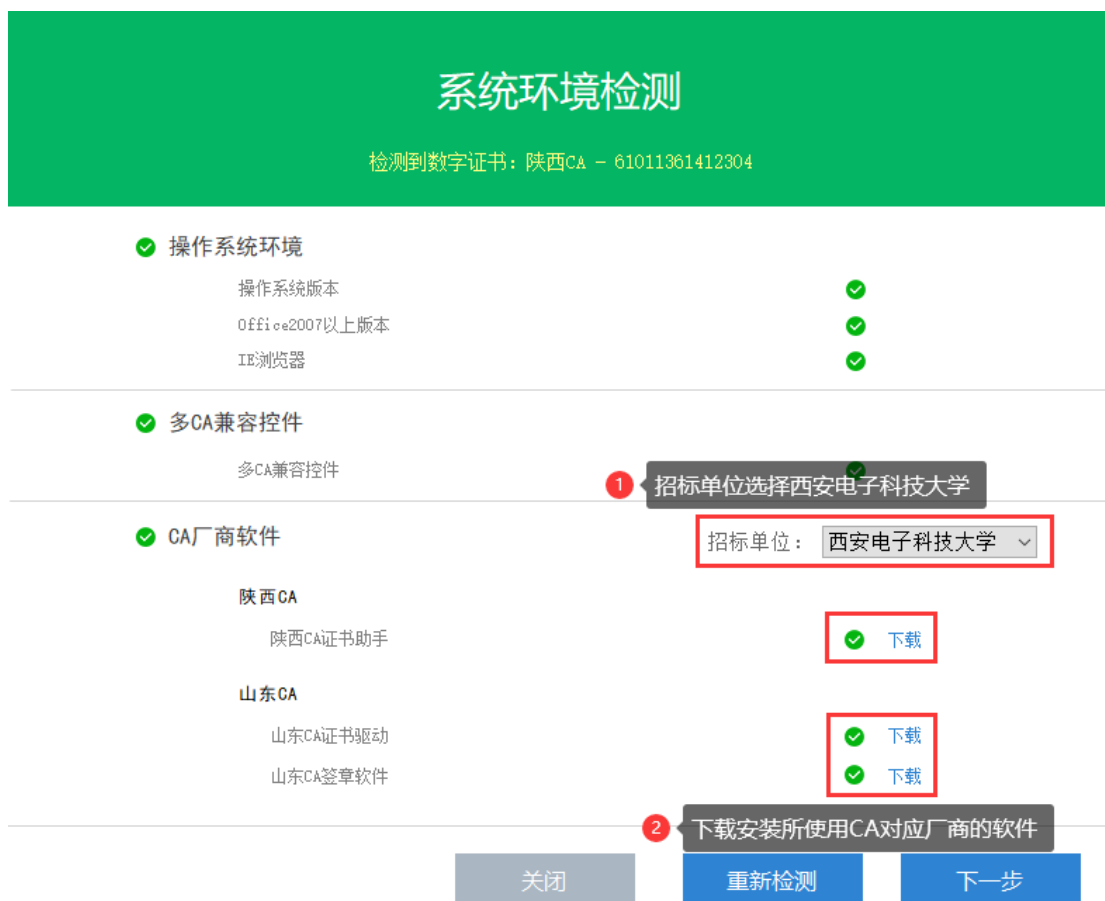 系统环境检测
检测到数字证书：陕西CA - 61011361412304
操作系统环境
操作系统版本
Office2007以上版本
IE浏览器
多CA兼容控件
多CA兼容控件
1 招标单位选择西安电子科技大学
CA厂商软件
招标单位： 西安电子科技大学
陕西CA
陕西CA证书助手 下载
山东CA
山东CA证书驱动 下载
山东CA签章软件 下载
2 下载安装所使用CA对应厂商的软件
关闭 重新检测 下一步